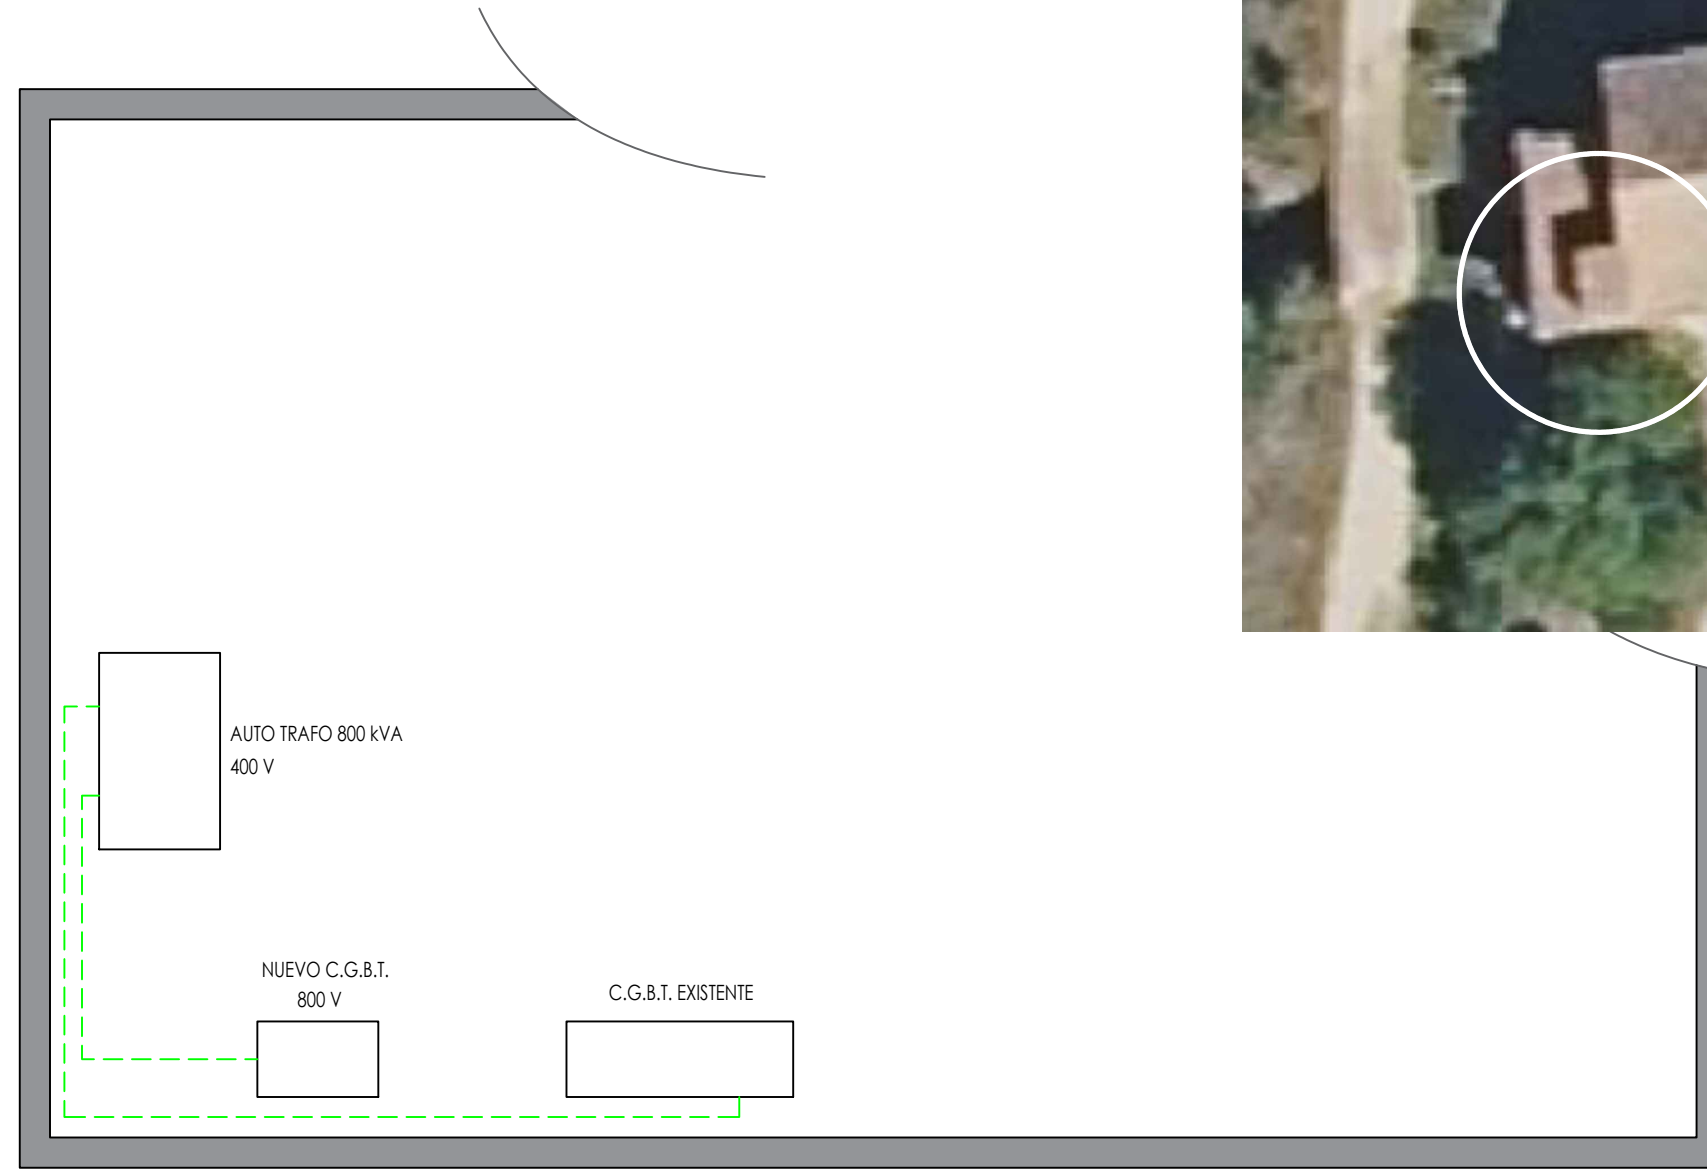 AUTO TRAFO 800 kVA
400 V
NUEVO C.G.B.T.
800 V
C.G.B.T. EXISTENTE